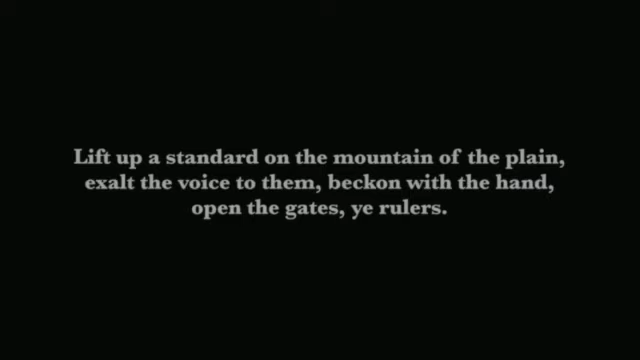 Lift up a standard on the mountain of the plain,
exalt the voice to them, beckon with the hand,
open the gates, ye rulers.